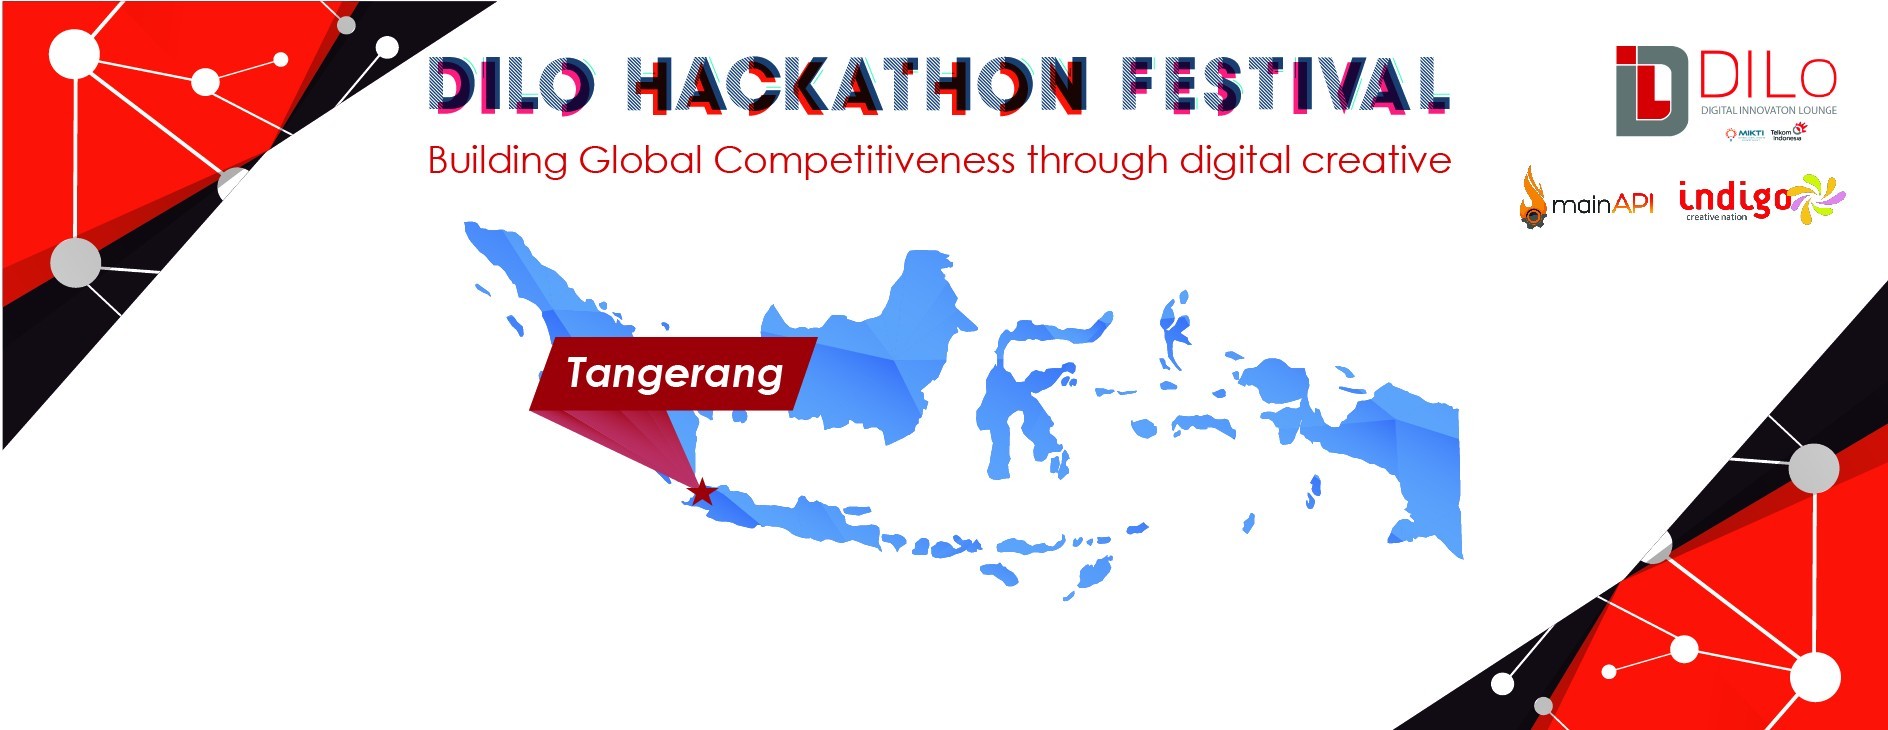 DILO HACKATHON FESTIVAL
Building Global Competitiveness through digital creative
DILo
DIGITAL INNOVATON LOUNGE
MIKTI
Telkom
Indonesia
mainAPI
indigo
creative nation
Tangerang